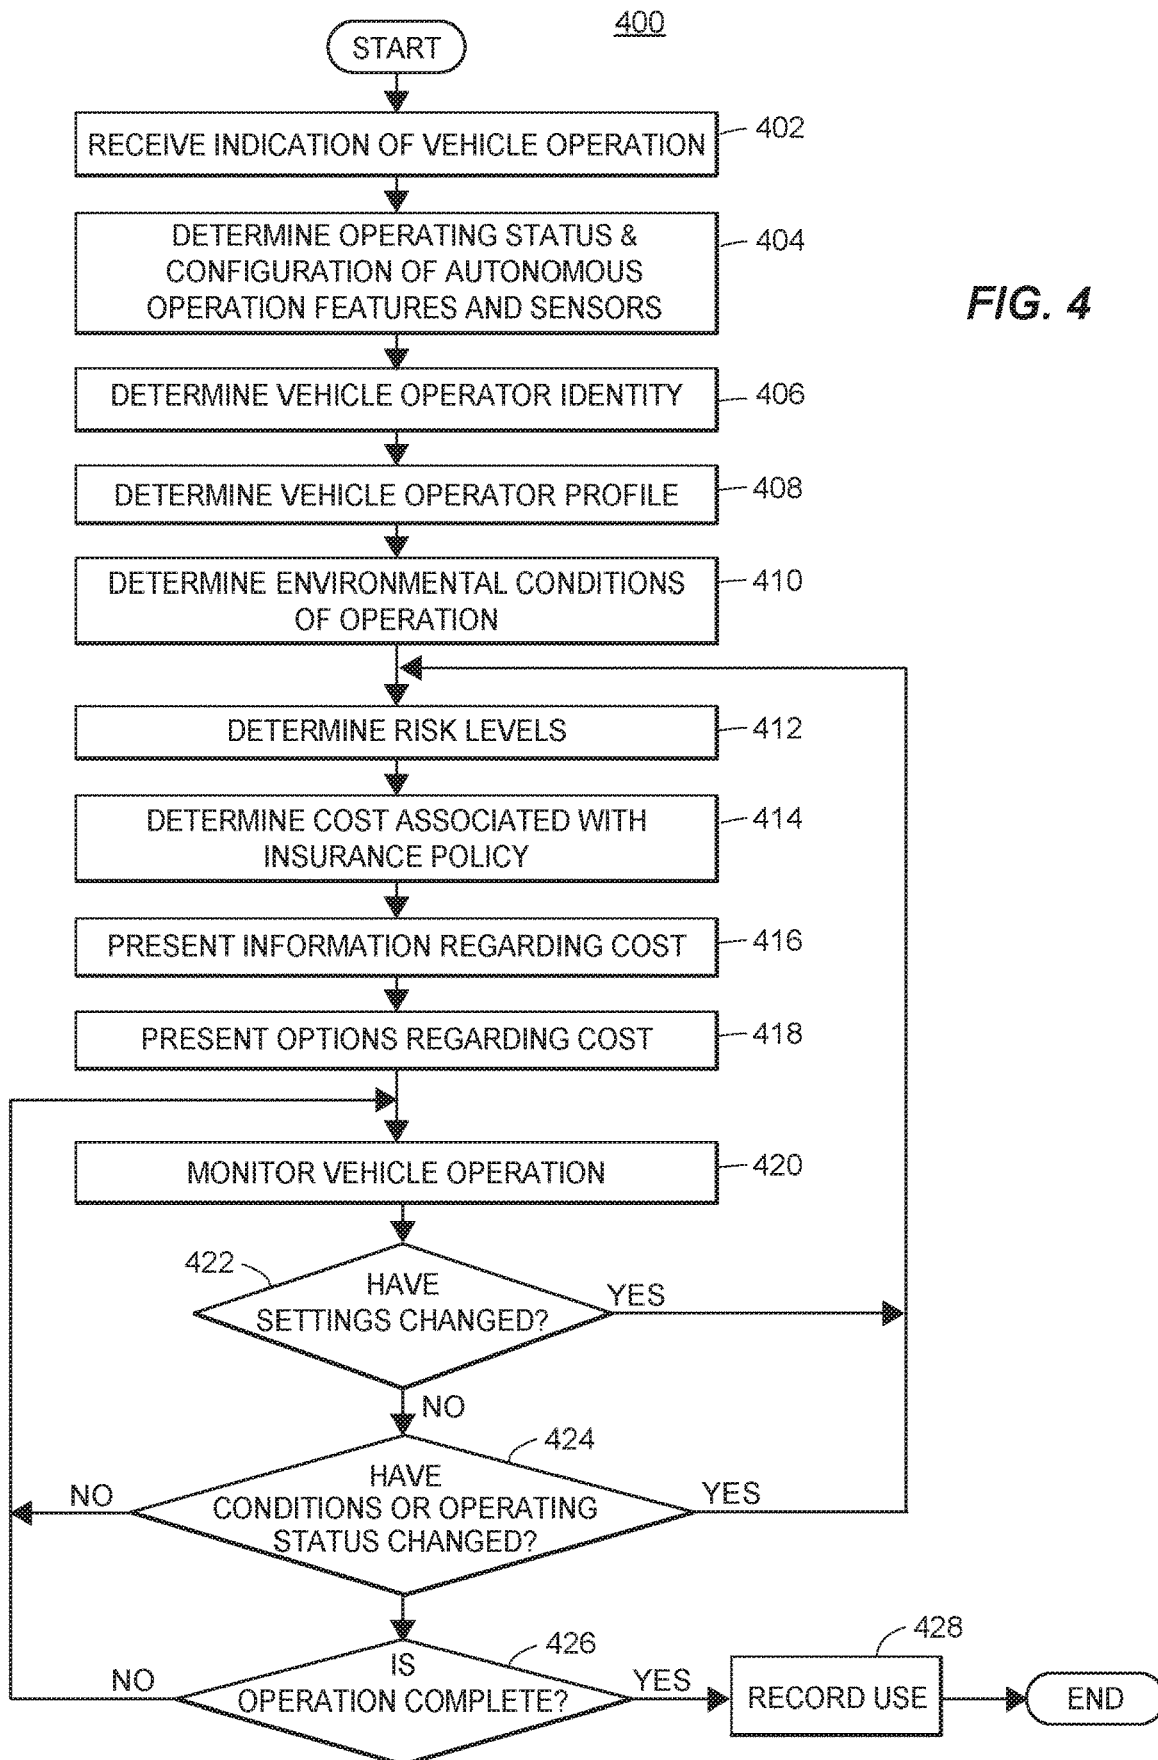 400
START
RECEIVE INDICATION OF VEHICLE OPERATION
402
DETERMINE OPERATING STATUS &
CONFIGURATION OF AUTONOMOUS
OPERATION FEATURES AND SENSORS
404
FIG. 4
DETERMINE VEHICLE OPERATOR IDENTITY
406
DETERMINE VEHICLE OPERATOR PROFILE
408
DETERMINE ENVIRONMENTAL CONDITIONS
OF OPERATION
410
DETERMINE RISK LEVELS
412
DETERMINE COST ASSOCIATED WITH
INSURANCE POLICY
414
PRESENT INFORMATION REGARDING COST
416
PRESENT OPTIONS REGARDING COST
418
MONITOR VEHICLE OPERATION
420
422
HAVE
SETTINGS CHANGED?
YES
NO
424
HAVE
CONDITIONS OR OPERATING
STATUS CHANGED?
NO
YES
426
IS
OPERATION COMPLETE?
NO
YES
428
RECORD USE
END